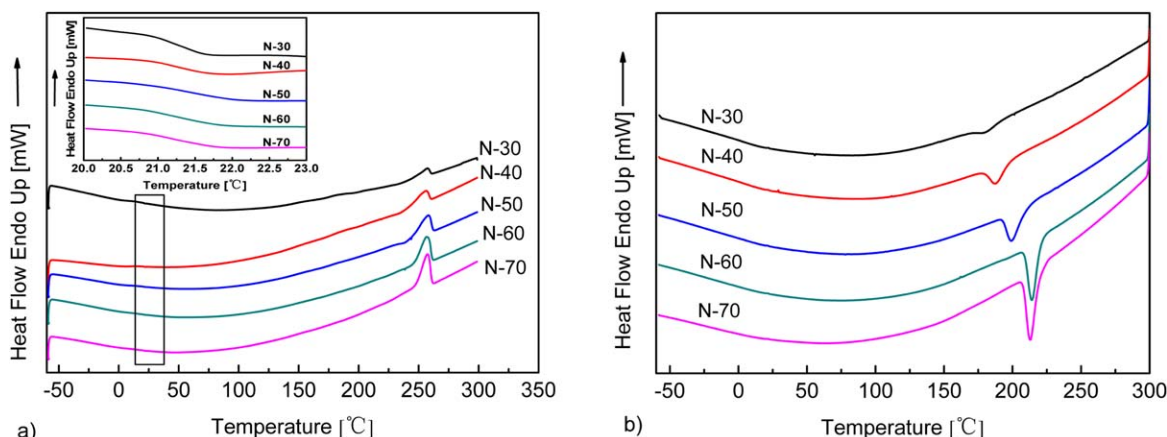 Heat Flow Endo Up [mW]
Heat Flow Endo Up [mW]
N-30
N-40
N-50
N-60
N-70
20.0 20.5 21.0 21.5 22.0 22.5 23.0
Temperature [℃]
N-30
N-40
N-50
N-60
N-70
-50 0 50 100 150 200 250 300 350
Temperature [℃]
a)
Heat Flow Endo Up [mW]
N-30
N-40
N-50
N-60
N-70
-50 0 50 100 150 200 250 300
Temperature [℃]
b)